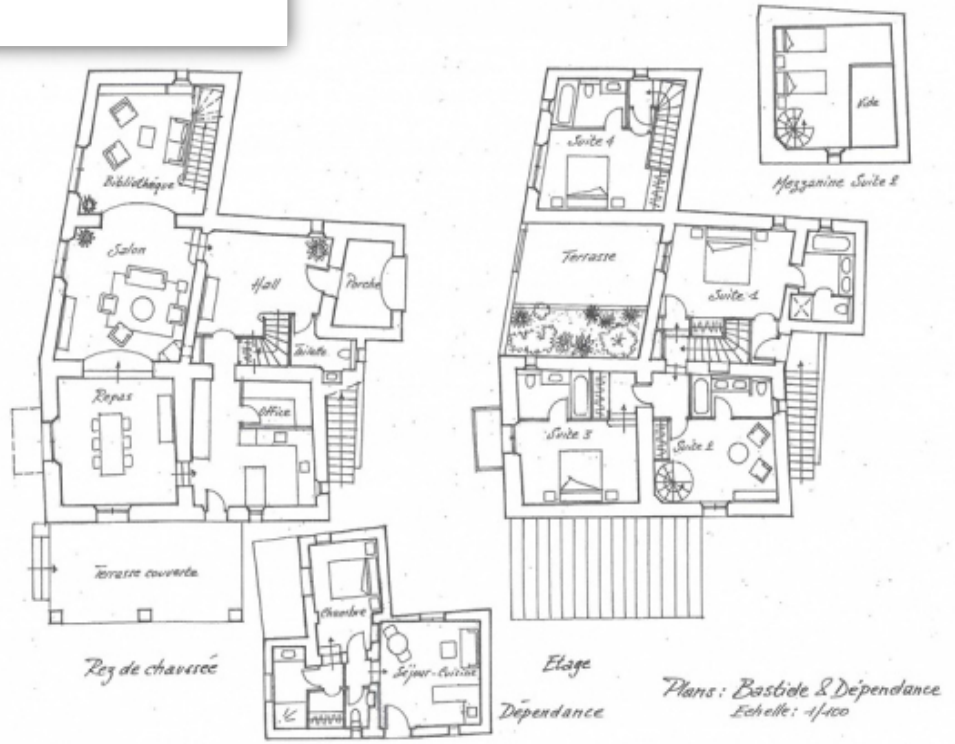 Bibliothèque
Salon
Hall
Porche
Toilette
Repas
Office
Terrasse couverte
Rez de chaussée
Chambre
Séjour-Cuisine
Dépendance
Suite 4
Terrasse
Suite 1
Suite 3
Suite 2
Etage
Vide
Mezzanine Suite 2
Plans: Bastide & Dépendance
Echelle: 1/100